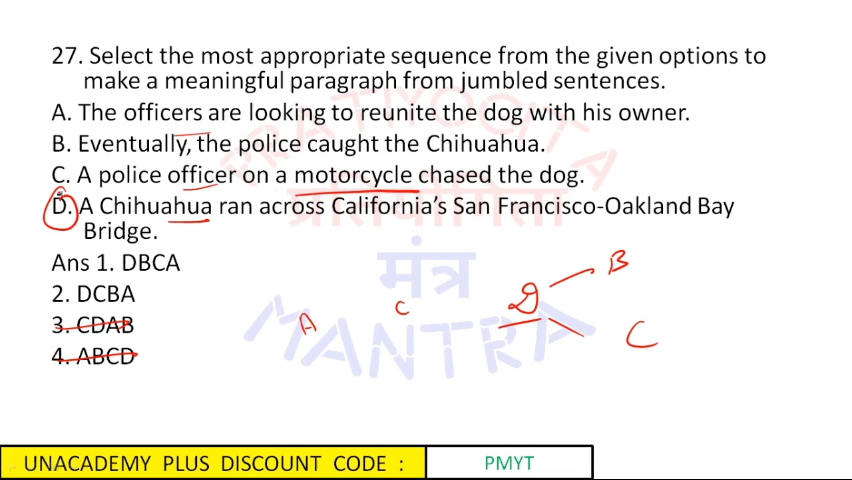 27. Select the most appropriate sequence from the given options to
make a meaningful paragraph from jumbled sentences.
A. The officers are looking to reunite the dog with his owner.
B. Eventually, the police caught the Chihuahua.
C. A police officer on a motorcycle chased the dog.
D. A Chihuahua ran across California’s San Francisco-Oakland Bay
Bridge.
Ans 1. DBCA
2. DCBA
3. CDAB
4. ABCD
PRATIYOGITA
प्रतियोगिता
मंत्र
MANTRA
B
D
C
A
C
UNACADEMY PLUS DISCOUNT CODE : PMYT